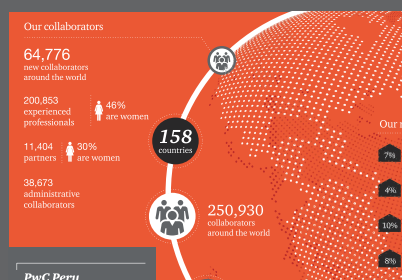 Our collaborators
64,776
new collaborators
around the world
200,853
experienced
professionals
46%
are women
11,404
partners
30%
are women
38,673
administrative
collaborators
158
countries
250,930
collaborators
around the world
Our
7%
4%
10%
8%
PwC Peru